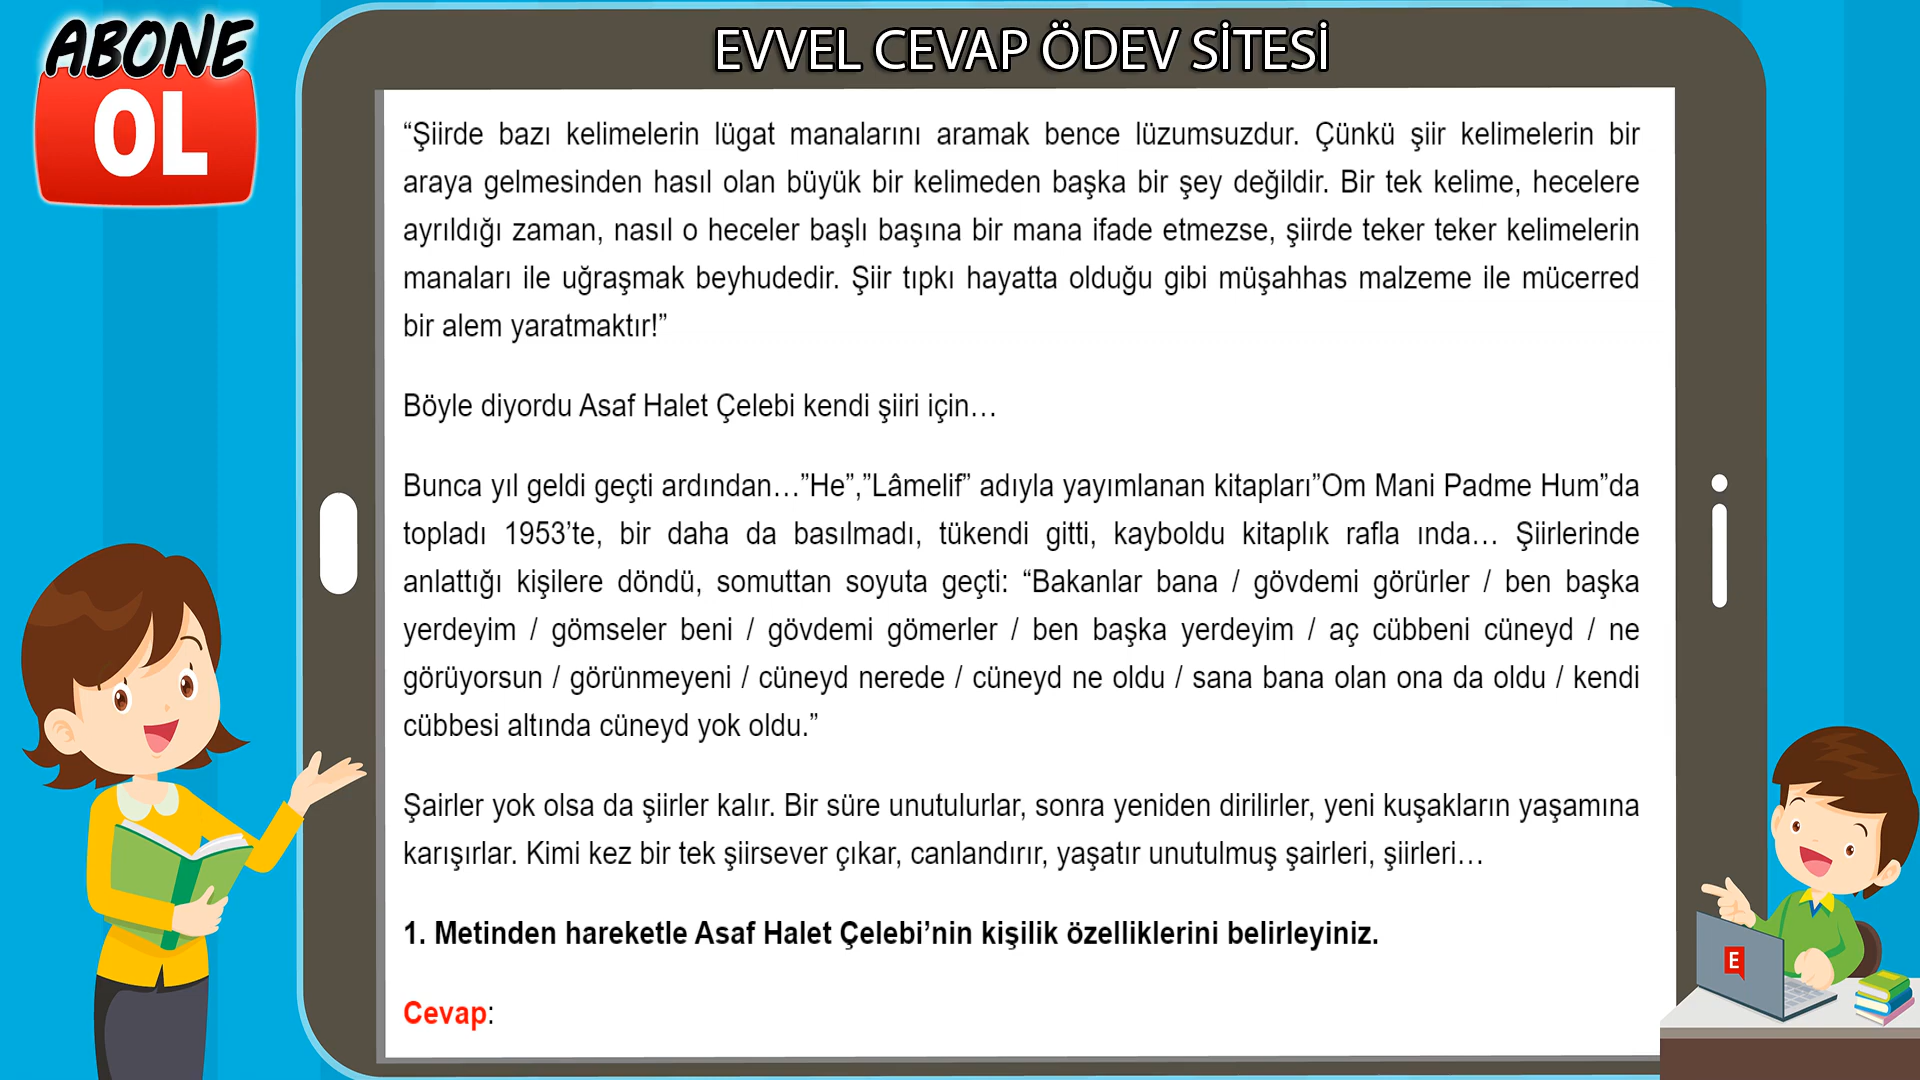 ABONE
OL
EVVEL CEVAP ÖDEV SİTESİ
“Şiirde bazı kelimelerin lügat manalarını aramak bence lüzumsuzdur. Çünkü şiir kelimelerin bir
araya gelmesinden hasıl olan büyük bir kelimeden başka bir şey değildir. Bir tek kelime, hecelere
ayrıldığı zaman, nasıl o heceler başlı başına bir mana ifade etmezse, şiirde teker teker kelimelerin
manaları ile uğraşmak beyhudedir. Şiir tıpkı hayatta olduğu gibi müşahhas malzeme ile mücerred
bir alem yaratmaktır!”
Böyle diyordu Asaf Halet Çelebi kendi şiiri için…
Bunca yıl geldi geçti ardından…”He”,”Lâmelif” adıyla yayımlanan kitapları”Om Mani Padme Hum”da
topladı 1953’te, bir daha da basılmadı, tükendi gitti, kayboldu kitaplık rafla ında… Şiirlerinde
anlattığı kişilere döndü, somuttan soyuta geçti: “Bakanlar bana / gövdemi görürler / ben başka
yerdeyim / gömseler beni / gövdemi gömerler / ben başka yerdeyim / aç cübbeni cüneyd / ne
görüyorsun / görünmeyeni / cüneyd nerede / cüneyd ne oldu / sana bana olan ona da oldu / kendi
cübbesi altında cüneyd yok oldu.”
Şairler yok olsa da şiirler kalır. Bir süre unutulurlar, sonra yeniden dirilirler, yeni kuşakların yaşamına
karışırlar. Kimi kez bir tek şiirsever çıkar, canlandırır, yaşatır unutulmuş şairleri, şiirleri…
1. Metinden hareketle Asaf Halet Çelebi’nin kişilik özelliklerini belirleyiniz.
Cevap:
E